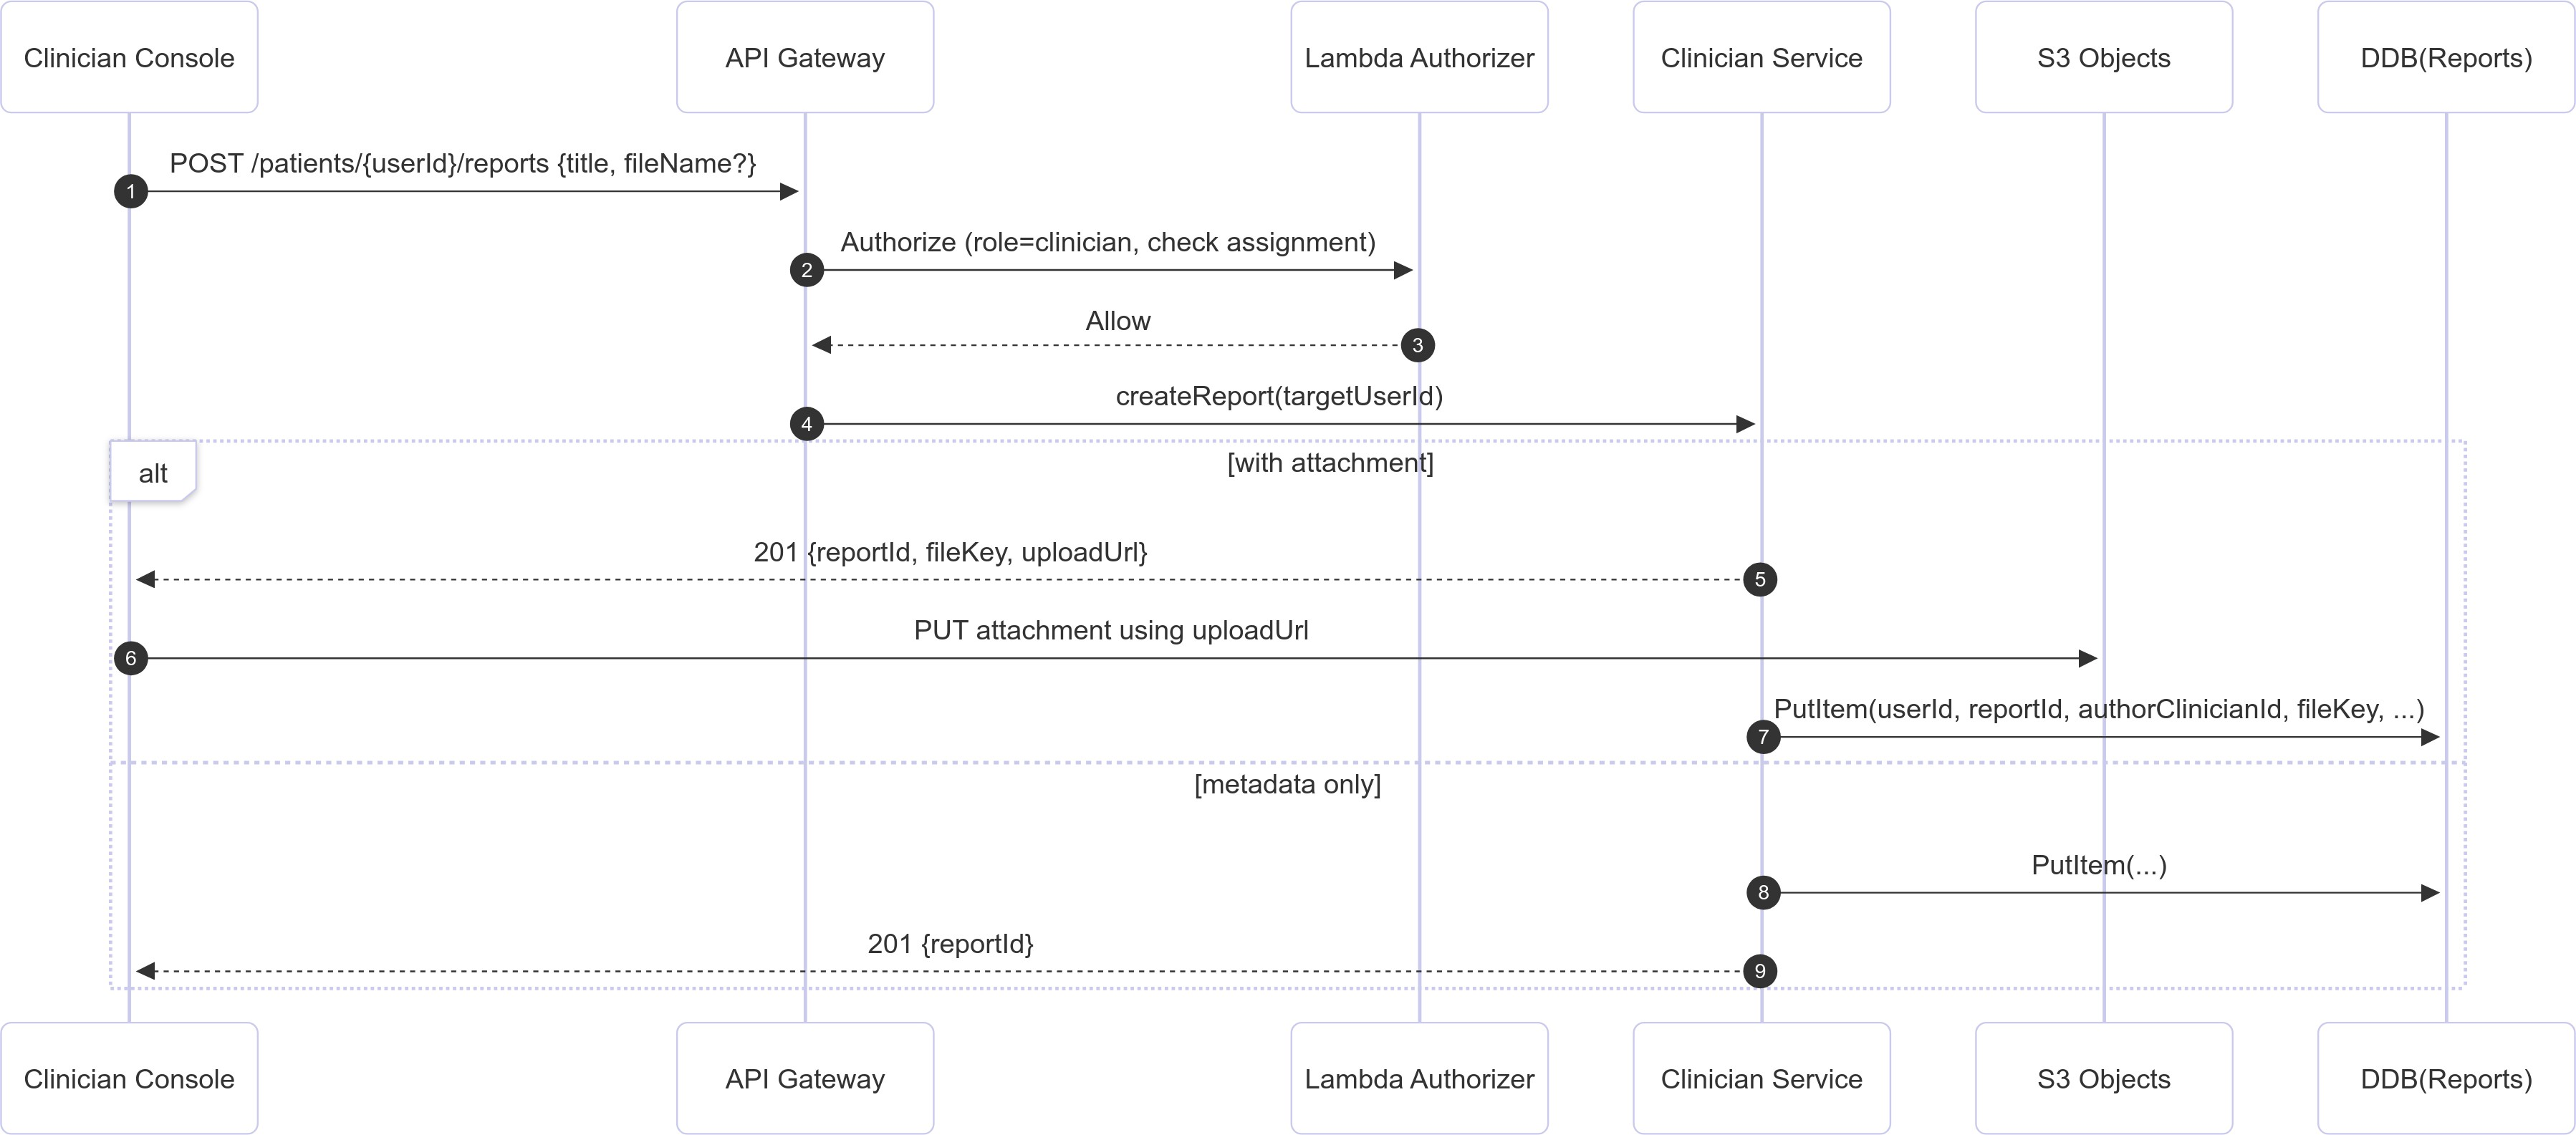 Clinician Console
API Gateway
Lambda Authorizer
Clinician Service
S3 Objects
DDB(Reports)
POST /patients/{userId}/reports {title, fileName?}
1
Authorize (role=clinician, check assignment)
2
Allow
3
createReport(targetUserId)
4
alt
[with attachment]
201 {reportId, fileKey, uploadUrl}
5
PUT attachment using uploadUrl
6
PutItem(userId, reportId, authorClinicianId, fileKey, ...)
7
[metadata only]
PutItem(...)
8
201 {reportId}
9
Clinician Console
API Gateway
Lambda Authorizer
Clinician Service
S3 Objects
DDB(Reports)